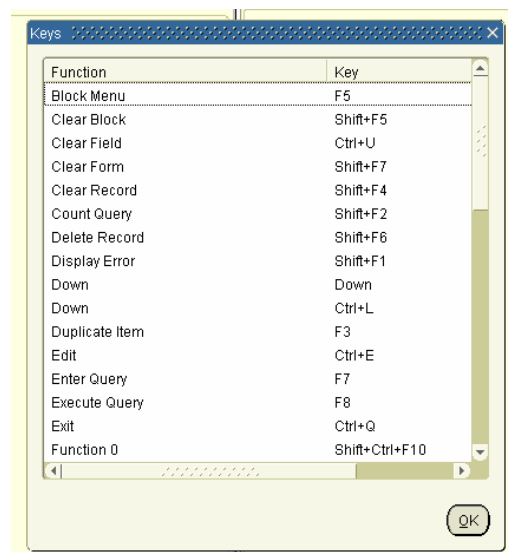 Keys
Function Key
Block Menu F5
Clear Block Shift+F5
Clear Field Ctrl+U
Clear Form Shift+F7
Clear Record Shift+F4
Count Query Shift+F2
Delete Record Shift+F6
Display Error Shift+F1
Down Down
Down Ctrl+L
Duplicate Item F3
Edit Ctrl+E
Enter Query F7
Execute Query F8
Exit Ctrl+Q
Function 0 Shift+Ctrl+F10
OK